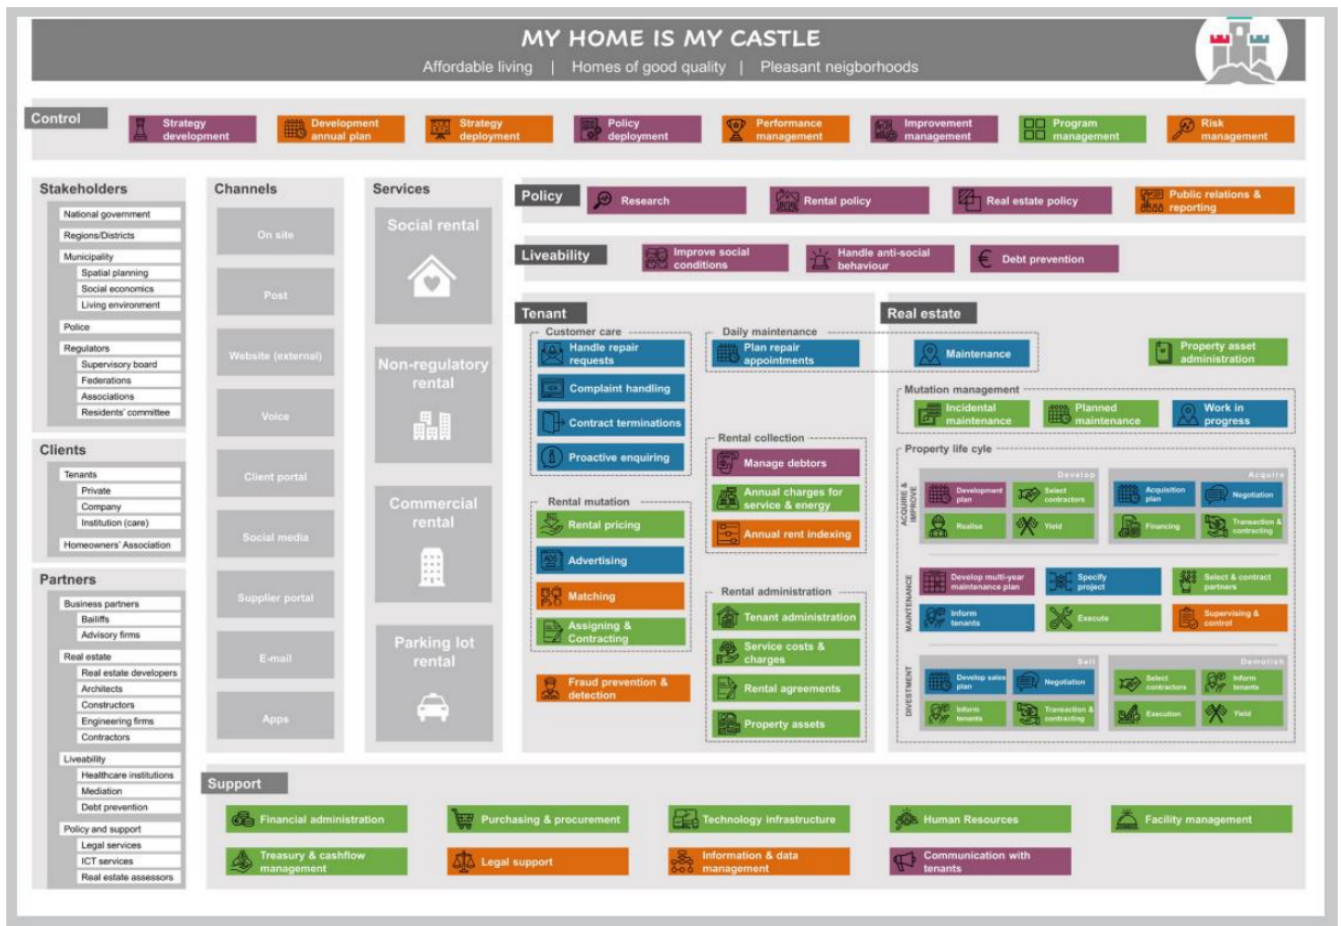 MY HOME IS MY CASTLE
Affordable living | Homes of good quality | Pleasant neigborhoods
Control
Strategy
development
Development
annual plan
Strategy
deployment
Policy
deployment
Performance
management
Improvement
management
Program
management
Risk
management
Stakeholders
National government
Regions/Districts
Municipality
Spatial planning
Social economics
Living environment
Police
Regulators
Supervisory board
Federations
Associations
Residents' committee
Clients
Tenants
Private
Company
Institution (care)
Homeowners' Association
Partners
Business partners
Bailiffs
Advisory firms
Real estate
Real estate developers
Architects
Constructors
Engineering firms
Contractors
Liveability
Healthcare institutions
Mediation
Debt prevention
Policy and support
Legal services
ICT services
Real estate assessors
Channels
On site
Post
Website (external)
Voice
Client portal
Social media
Supplier portal
E-mail
Apps
Services
Social rental
Non-regulatory
rental
Commercial
rental
Parking lot
rental
Policy
Research
Rental policy
Real estate policy
Public relations &
reporting
Liveability
Improve social
conditions
Handle anti-social
behaviour
Debt prevention
Tenant
Customer care
Handle repair
requests
Complaint handling
Contract terminations
Proactive enquiring
Rental mutation
Rental pricing
ADS
Advertising
Matching
Assigning &
Contracting
Fraud prevention &
detection
Daily maintenance
Plan repair
appointments
Maintenance
Rental collection
Manage debtors
Annual charges for
service & energy
Annual rent indexing
Rental administration
Tenant administration
Service costs &
charges
Rental agreements
Property assets
Real estate
Property asset
administration
Mutation management
Incidental
maintenance
Planned
maintenance
Work in
progress
Property life cyle
ACQUIRE &
IMPROVE
Develop
Development
plan
Select
contractors
Realise
Yield
Acquire
Acquisition
plan
Negotiation
Financing
Transaction &
contracting
MAINTENANCE
Develop multi-year
maintenance plan
Specify
project
Select & contract
partners
Inform
tenants
Execute
Supervising &
control
DIVESTMENT
Sell
Develop sales
plan
Negotiation
Inform
tenants
Transaction &
contracting
Demolish
Select
contractors
Inform
tenants
Execution
Yield
Support
Financial administration
Purchasing & procurement
Technology infrastructure
Human Resources
Facility management
Treasury & cashflow
management
Legal support
Information & data
management
Communication with
tenants